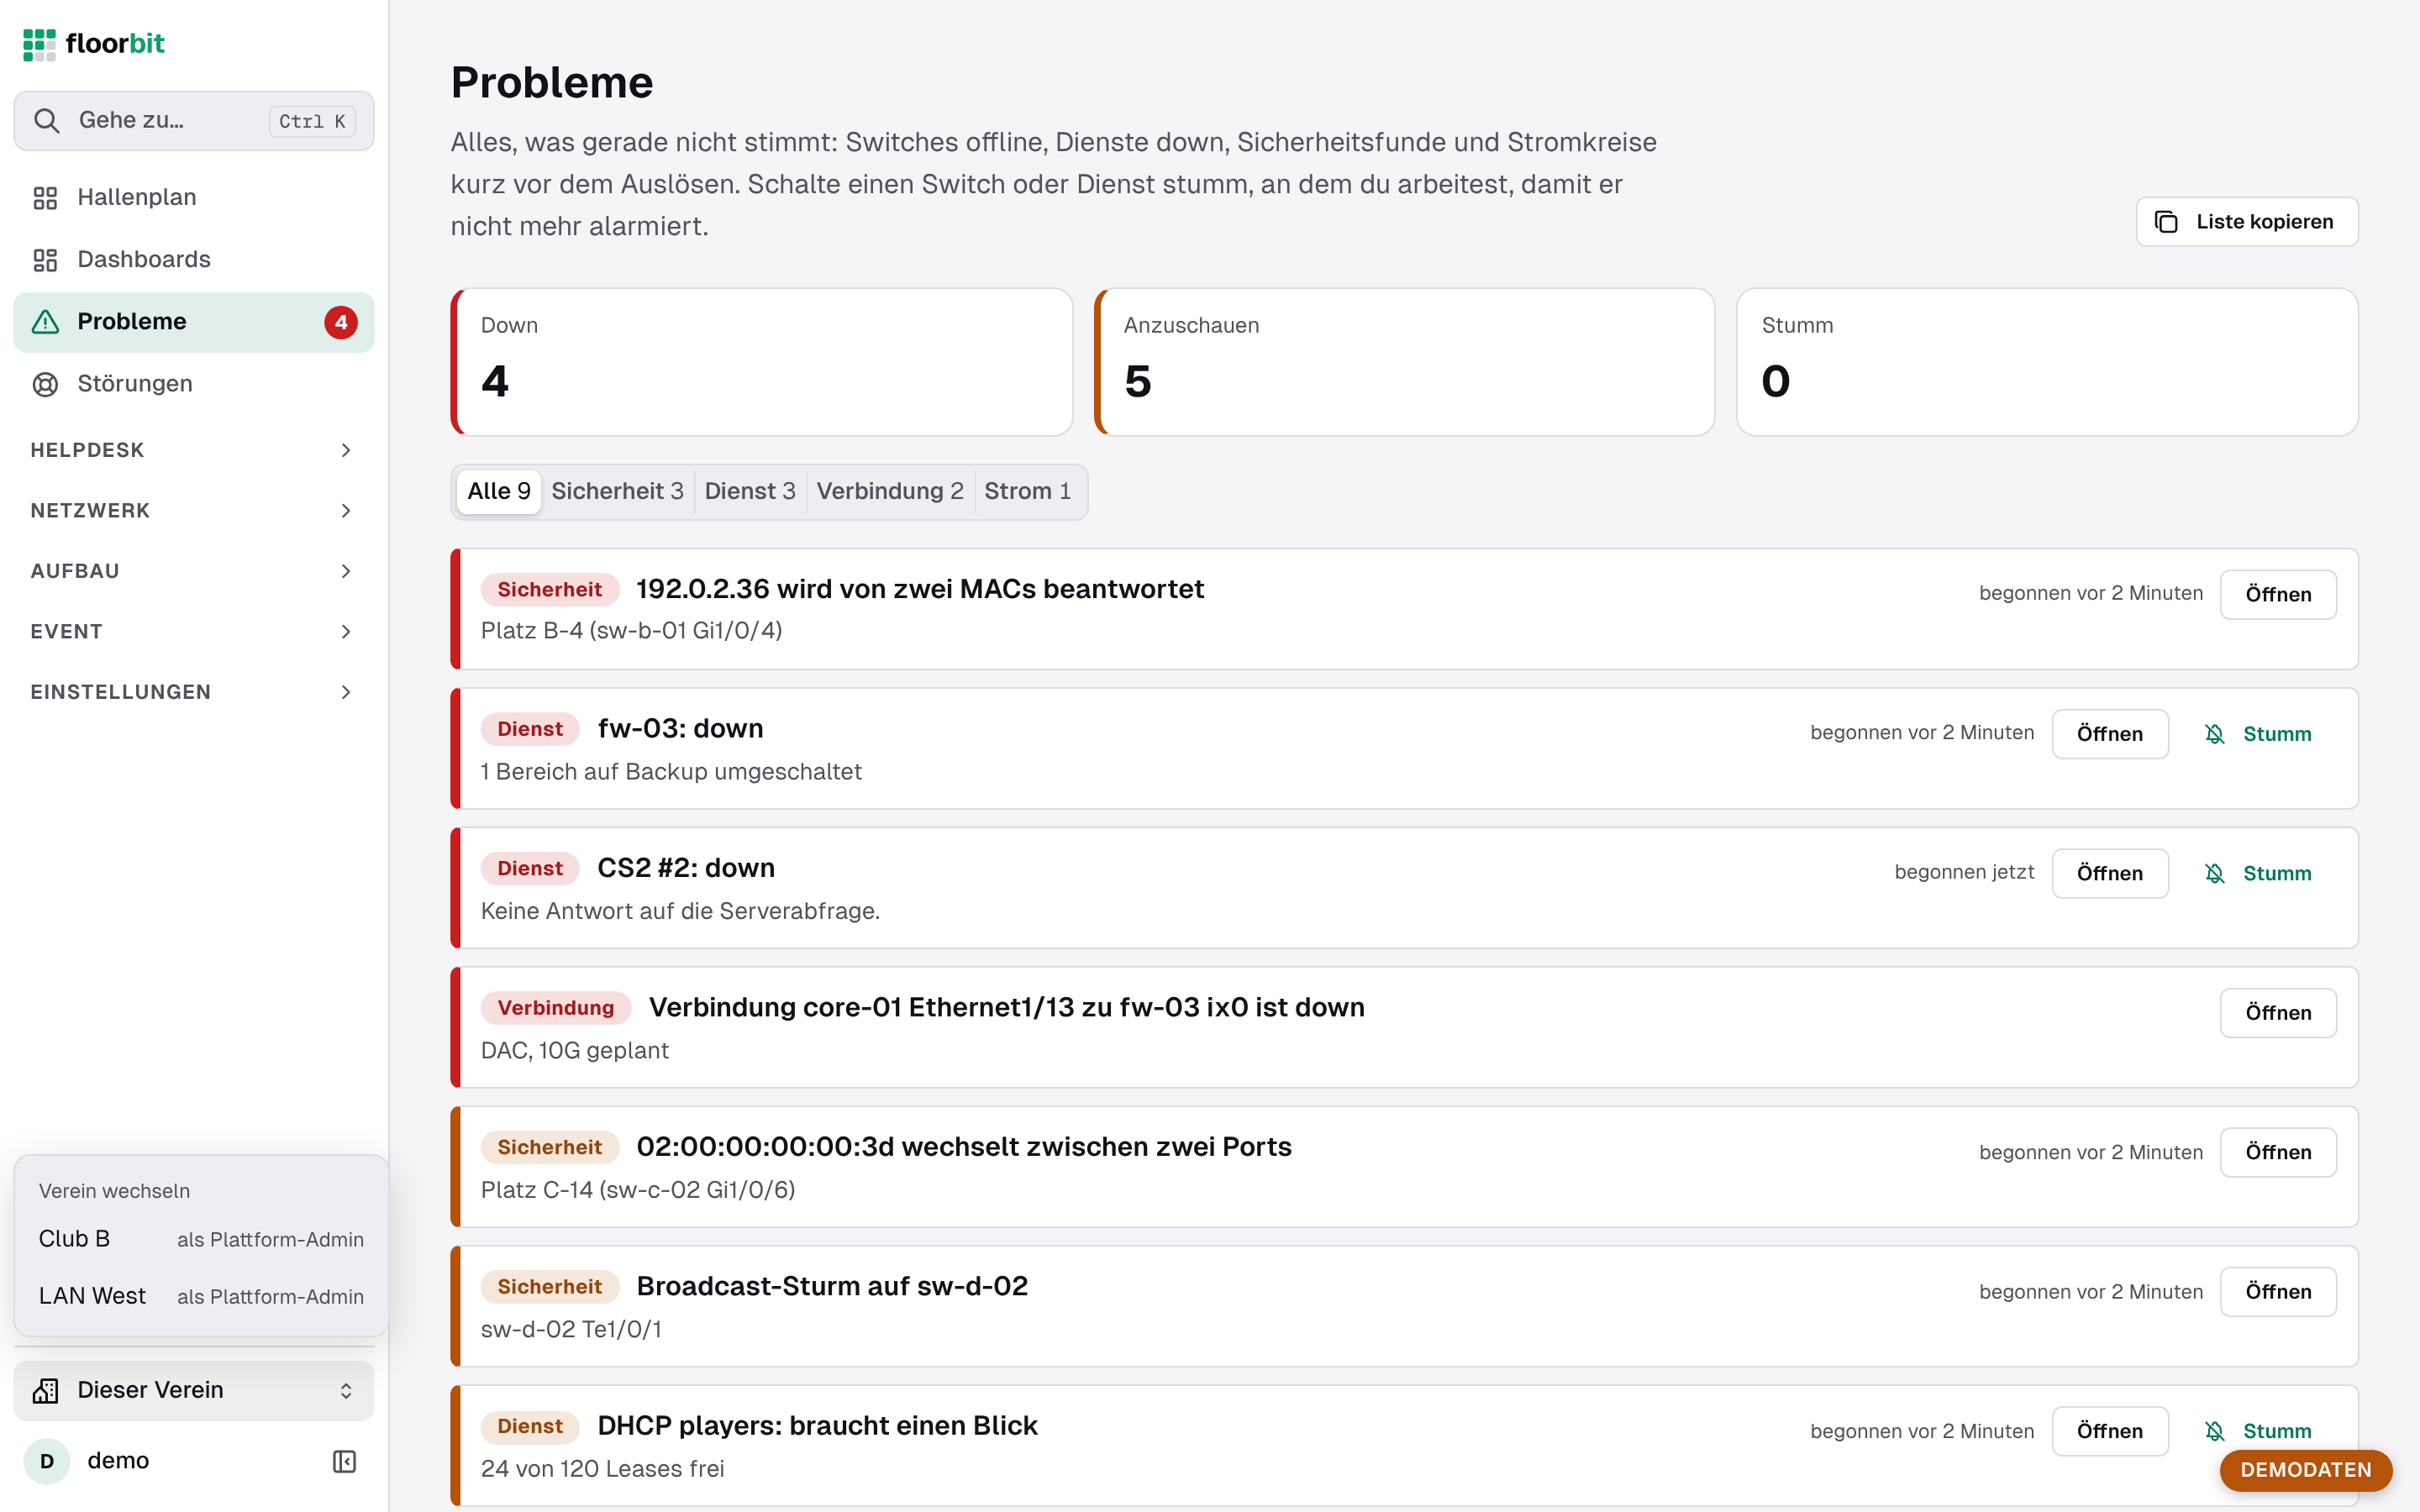 floorbit
Gehe zu... Ctrl K
Hallenplan
Dashboards
Probleme 4
Störungen
HELPDESK
NETZWERK
AUFBAU
EVENT
EINSTELLUNGEN
Verein wechseln
Club B als Plattform-Admin
LAN West als Plattform-Admin
Dieser Verein
D demo
Probleme
Alles, was gerade nicht stimmt: Switches offline, Dienste down, Sicherheitsfunde und Stromkreise
kurz vor dem Auslösen. Schalte einen Switch oder Dienst stumm, an dem du arbeitest, damit er
nicht mehr alarmiert.
Liste kopieren
Down
4
Anzuschauen
5
Stumm
0
Alle 9 Sicherheit 3 Dienst 3 Verbindung 2 Strom 1
Sicherheit 192.0.2.36 wird von zwei MACs beantwortet begonnen vor 2 Minuten Öffnen
Platz B-4 (sw-b-01 Gi1/0/4)
Dienst fw-03: down begonnen vor 2 Minuten Öffnen Stumm
1 Bereich auf Backup umgeschaltet
Dienst CS2 #2: down begonnen jetzt Öffnen Stumm
Keine Antwort auf die Serverabfrage.
Verbindung Verbindung core-01 Ethernet1/13 zu fw-03 ix0 ist down Öffnen
DAC, 10G geplant
Sicherheit 02:00:00:00:00:3d wechselt zwischen zwei Ports begonnen vor 2 Minuten Öffnen
Platz C-14 (sw-c-02 Gi1/0/6)
Sicherheit Broadcast-Sturm auf sw-d-02 begonnen vor 2 Minuten Öffnen
sw-d-02 Te1/0/1
Dienst DHCP players: braucht einen Blick begonnen vor 2 Minuten Öffnen Stumm
24 von 120 Leases frei
DEMODATEN